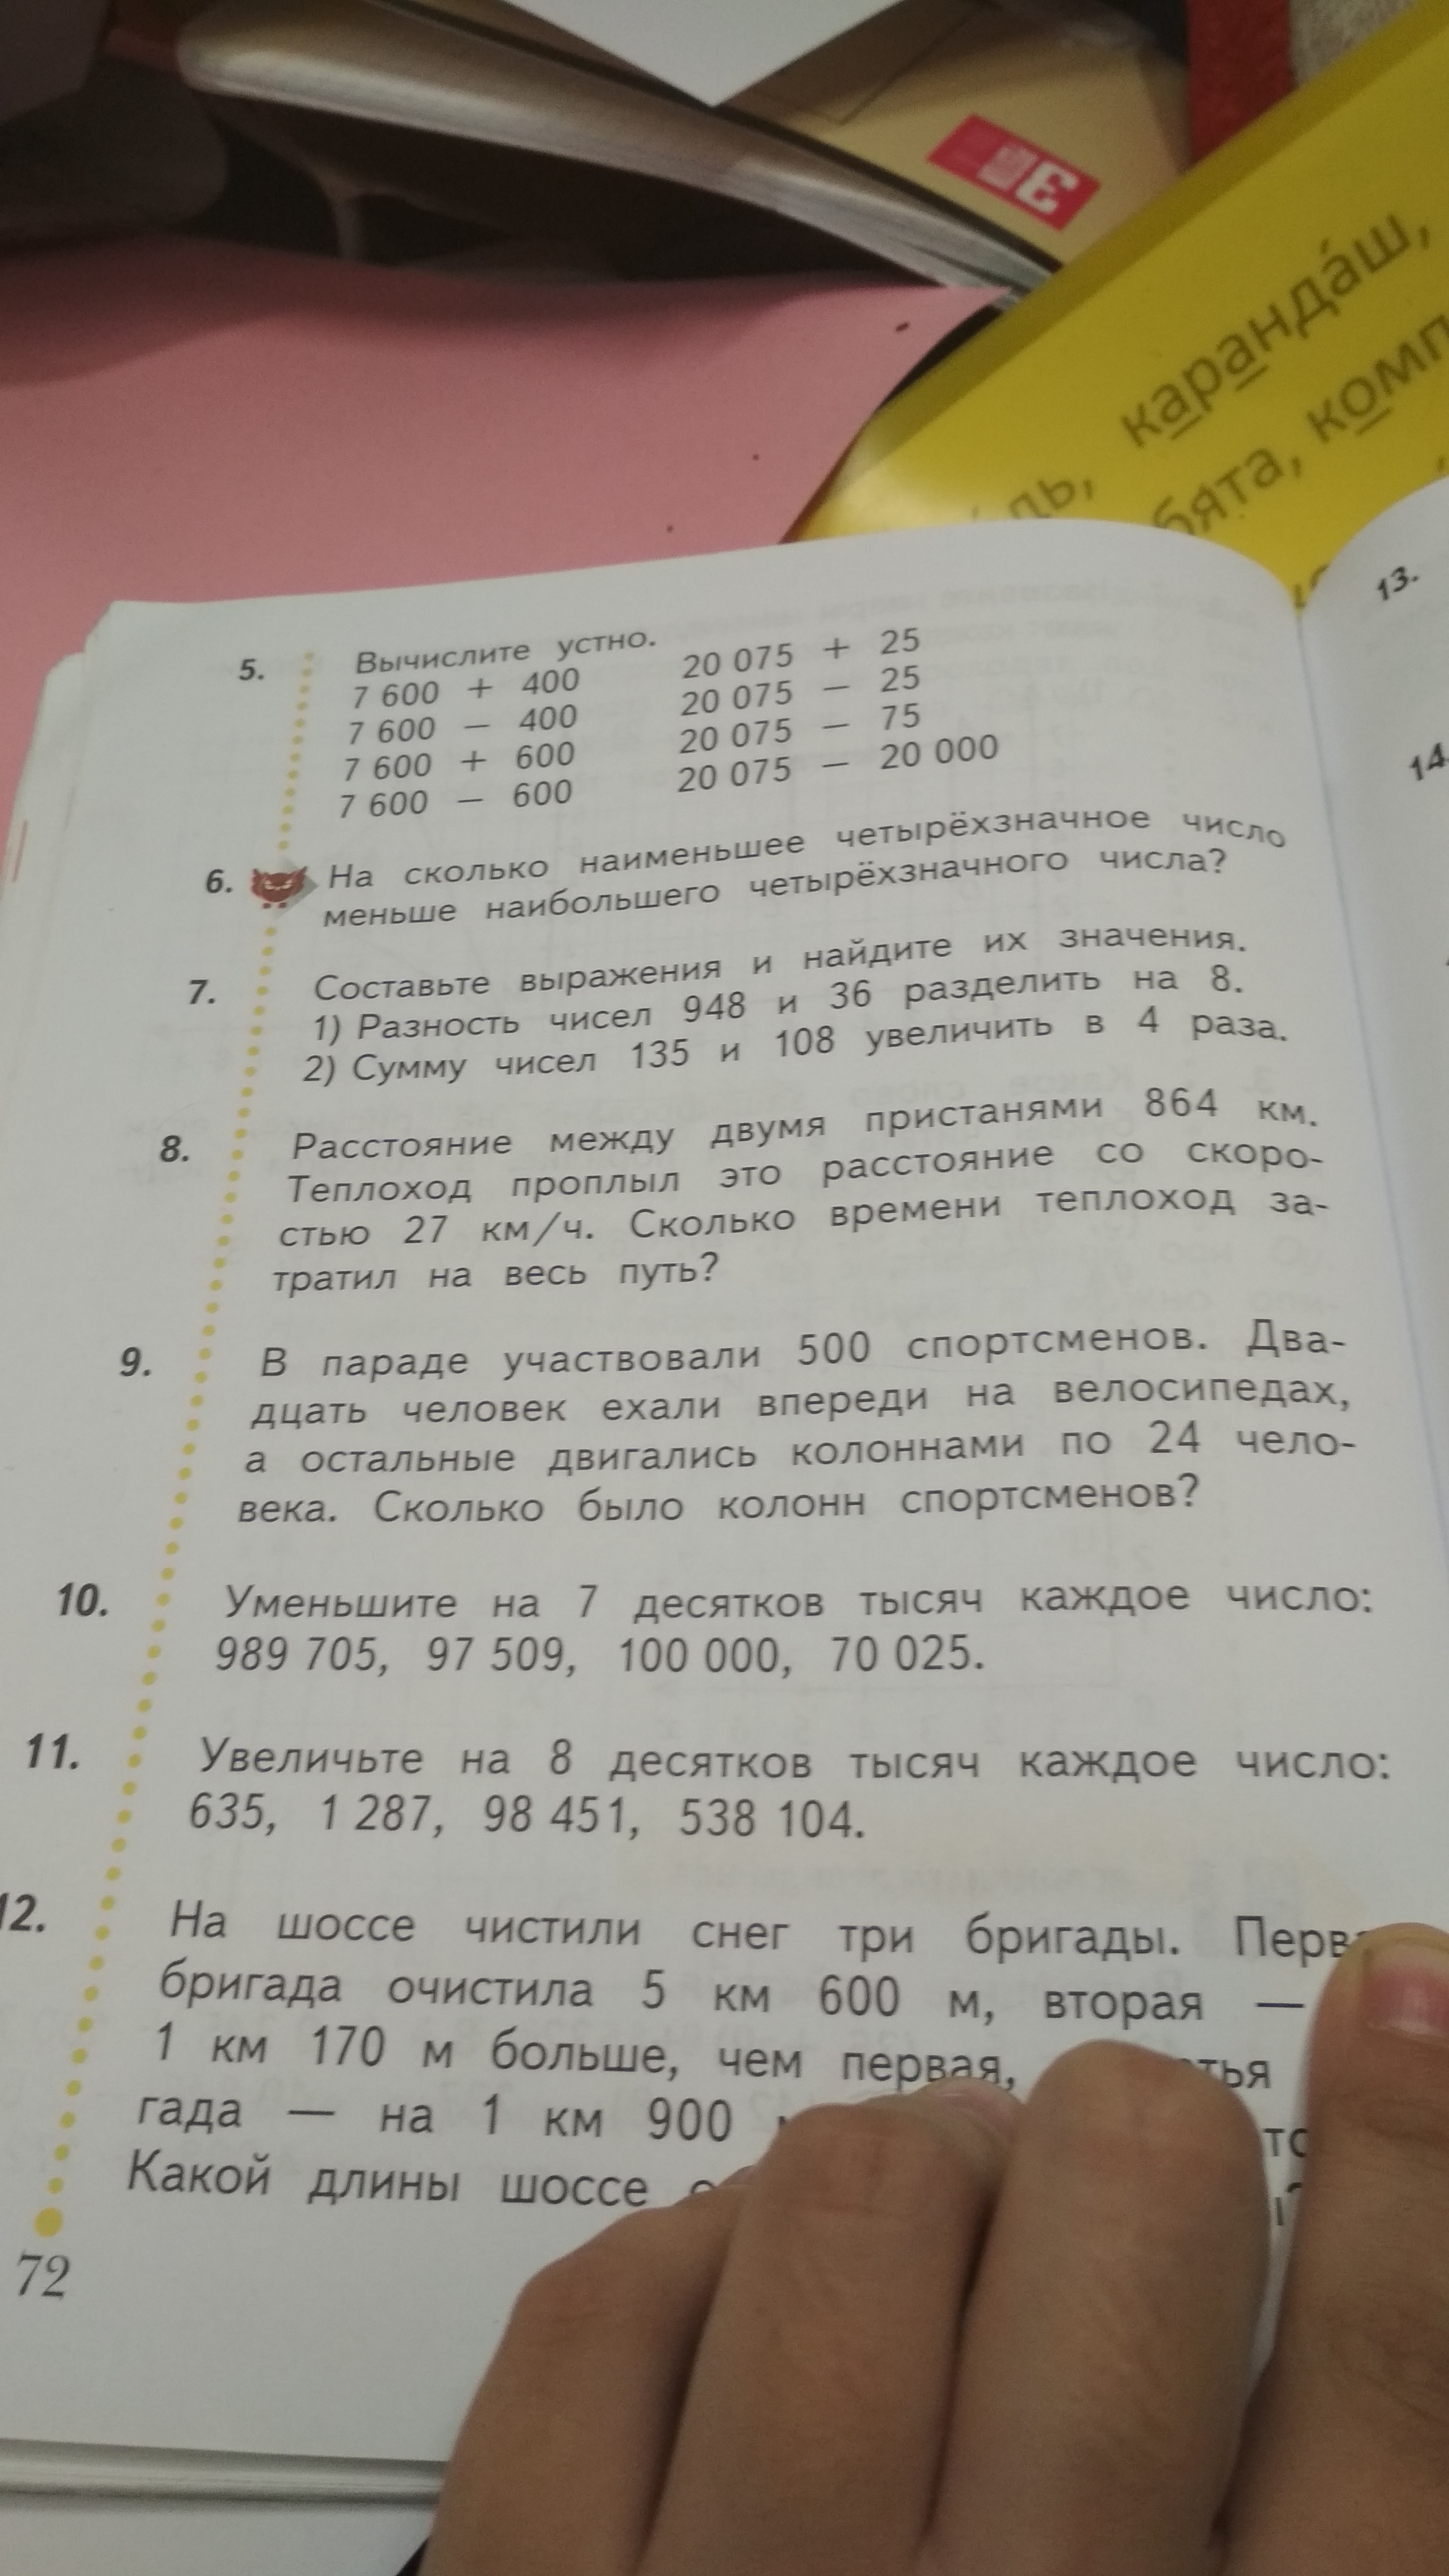 карандаш,
бята, комп
13.
14.
5. Вычислите устно.
7 600 + 400 20 075 + 25
7 600 − 400 20 075 − 25
7 600 + 600 20 075 − 75
7 600 − 600 20 075 − 20 000
6. На сколько наименьшее четырёхзначное число
меньше наибольшего четырёхзначного числа?
7. Составьте выражения и найдите их значения.
1) Разность чисел 948 и 36 разделить на 8.
2) Сумму чисел 135 и 108 увеличить в 4 раза.
8. Расстояние между двумя пристанями 864 км.
Теплоход проплыл это расстояние со скоро-
стью 27 км/ч. Сколько времени теплоход за-
тратил на весь путь?
9. В параде участвовали 500 спортсменов. Два-
дцать человек ехали впереди на велосипедах,
а остальные двигались колоннами по 24 чело-
века. Сколько было колонн спортсменов?
10. Уменьшите на 7 десятков тысяч каждое число:
989 705, 97 509, 100 000, 70 025.
11. Увеличьте на 8 десятков тысяч каждое число:
635, 1 287, 98 451, 538 104.
12. На шоссе чистили снег три бригады. Перв
бригада очистила 5 км 600 м, вторая —
1 км 170 м больше, чем первая, тья
гада — на 1 км 900
Какой длины шоссе
72